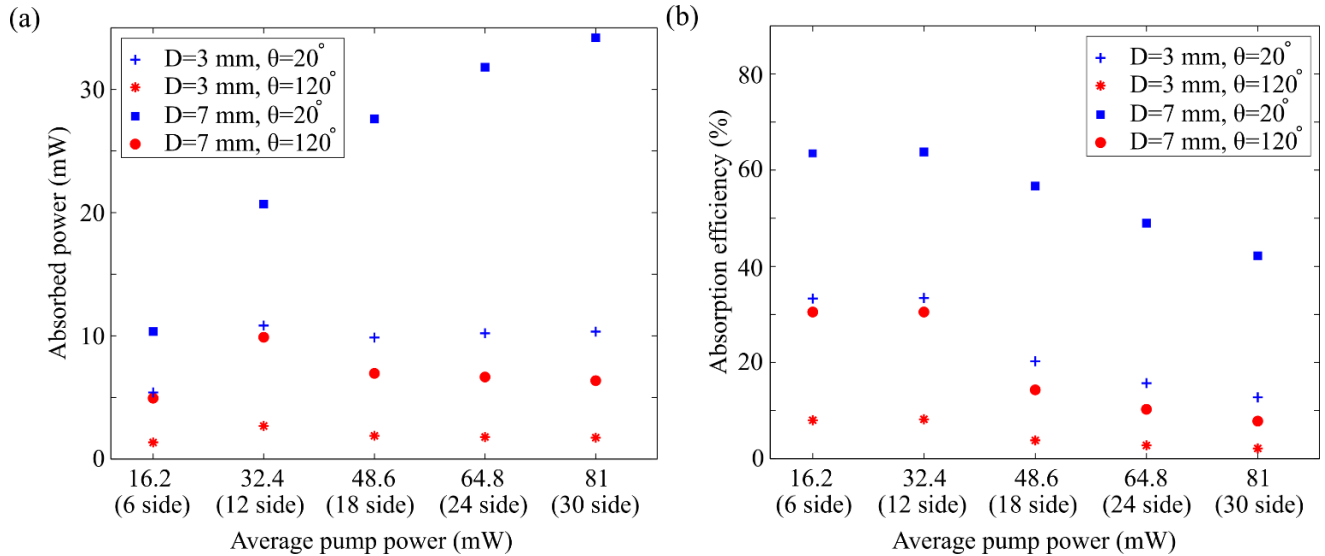 (a)
D=3 mm, θ=20°
D=3 mm, θ=120°
D=7 mm, θ=20°
D=7 mm, θ=120°
Absorbed power (mW)
30
20
10
0
16.2 32.4 48.6 64.8 81
(6 side) (12 side) (18 side) (24 side) (30 side)
Average pump power (mW)
(b)
D=3 mm, θ=20°
D=3 mm, θ=120°
D=7 mm, θ=20°
D=7 mm, θ=120°
Absorption efficiency (%)
80
60
40
20
0
16.2 32.4 48.6 64.8 81
(6 side) (12 side) (18 side) (24 side) (30 side)
Average pump power (mW)